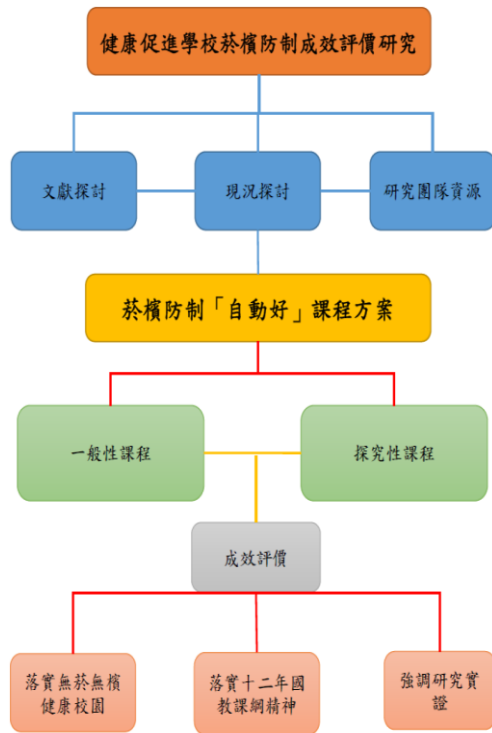 健康促進學校菸檳防制成效評價研究
文獻探討
現況探討
研究團隊資源
菸檳防制「自動好」課程方案
一般性課程
探究性課程
成效評價
落實無菸無檳
健康校園
落實十二年國
教課綱精神
強調研究實
證